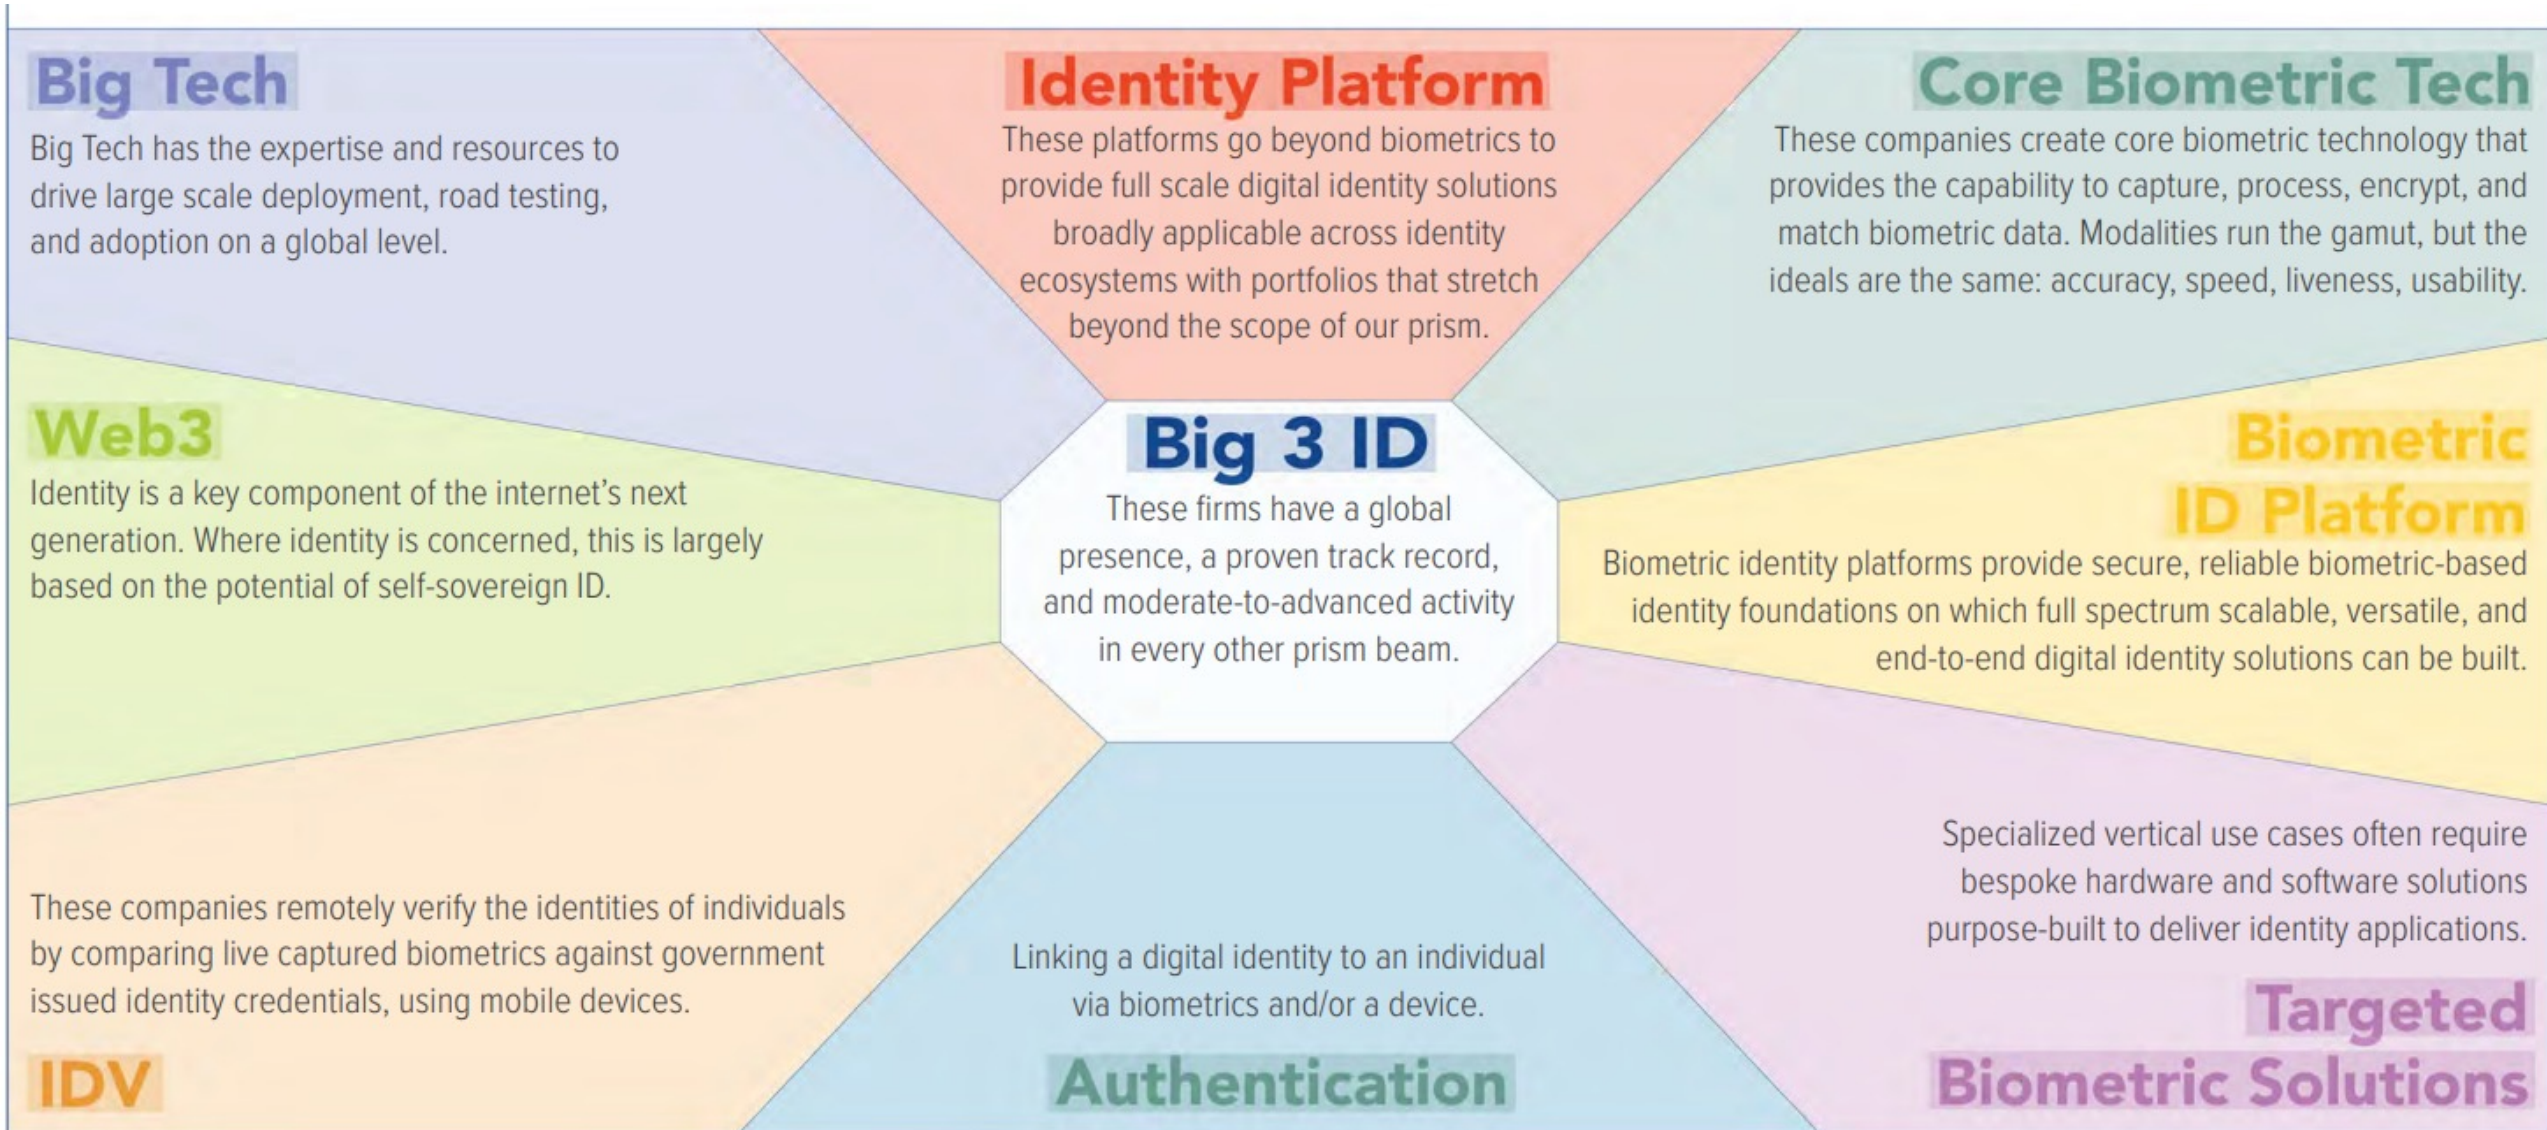 Big Tech
Big Tech has the expertise and resources to
drive large scale deployment, road testing,
and adoption on a global level.
Identity Platform
These platforms go beyond biometrics to
provide full scale digital identity solutions
broadly applicable across identity
ecosystems with portfolios that stretch
beyond the scope of our prism.
Core Biometric Tech
These companies create core biometric technology that
provides the capability to capture, process, encrypt, and
match biometric data. Modalities run the gamut, but the
ideals are the same: accuracy, speed, liveness, usability.
Web3
Identity is a key component of the internet's next
generation. Where identity is concerned, this is largely
based on the potential of self-sovereign ID.
Big 3 ID
These firms have a global
presence, a proven track record,
and moderate-to-advanced activity
in every other prism beam.
Biometric
ID Platform
Biometric identity platforms provide secure, reliable biometric-based
identity foundations on which full spectrum scalable, versatile, and
end-to-end digital identity solutions can be built.
These companies remotely verify the identities of individuals
by comparing live captured biometrics against government
issued identity credentials, using mobile devices.
IDV
Linking a digital identity to an individual
via biometrics and/or a device.
Authentication
Specialized vertical use cases often require
bespoke hardware and software solutions
purpose-built to deliver identity applications.
Targeted
Biometric Solutions